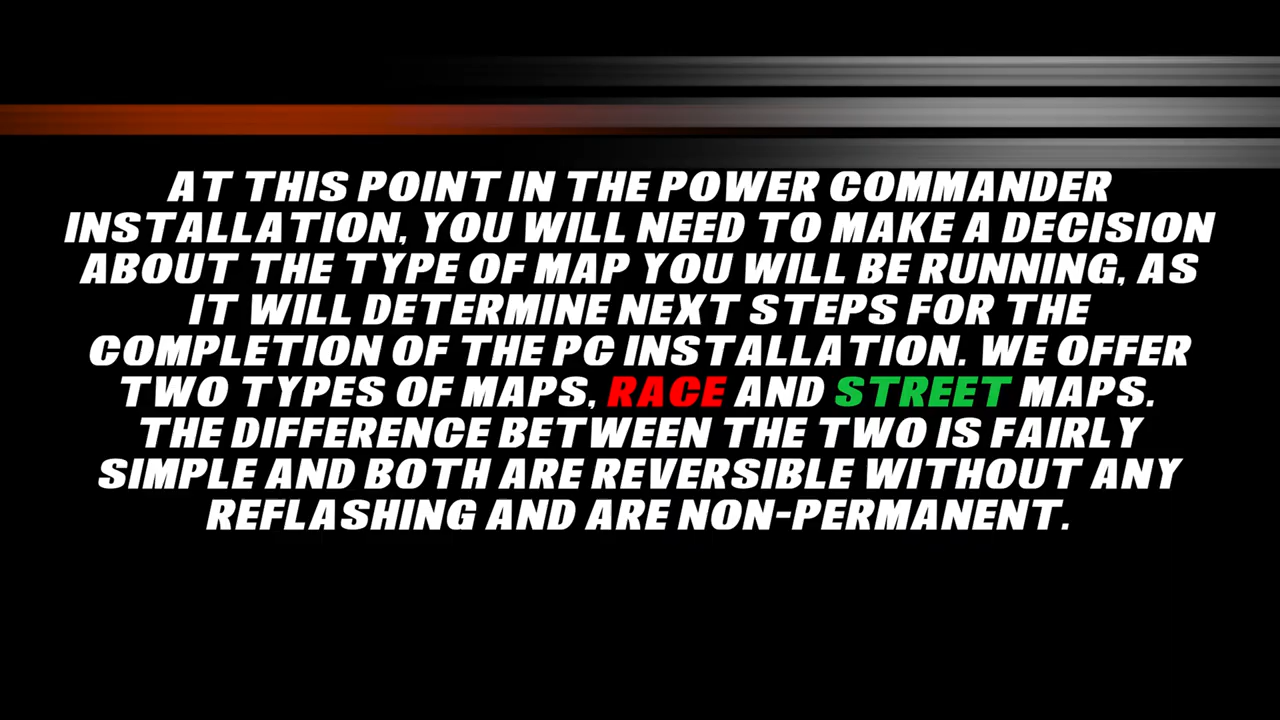 AT THIS POINT IN THE POWER COMMANDER
INSTALLATION, YOU WILL NEED TO MAKE A DECISION
ABOUT THE TYPE OF MAP YOU WILL BE RUNNING, AS
IT WILL DETERMINE NEXT STEPS FOR THE
COMPLETION OF THE PC INSTALLATION. WE OFFER
TWO TYPES OF MAPS, RACE AND STREET MAPS.
THE DIFFERENCE BETWEEN THE TWO IS FAIRLY
SIMPLE AND BOTH ARE REVERSIBLE WITHOUT ANY
REFLASHING AND ARE NON-PERMANENT.